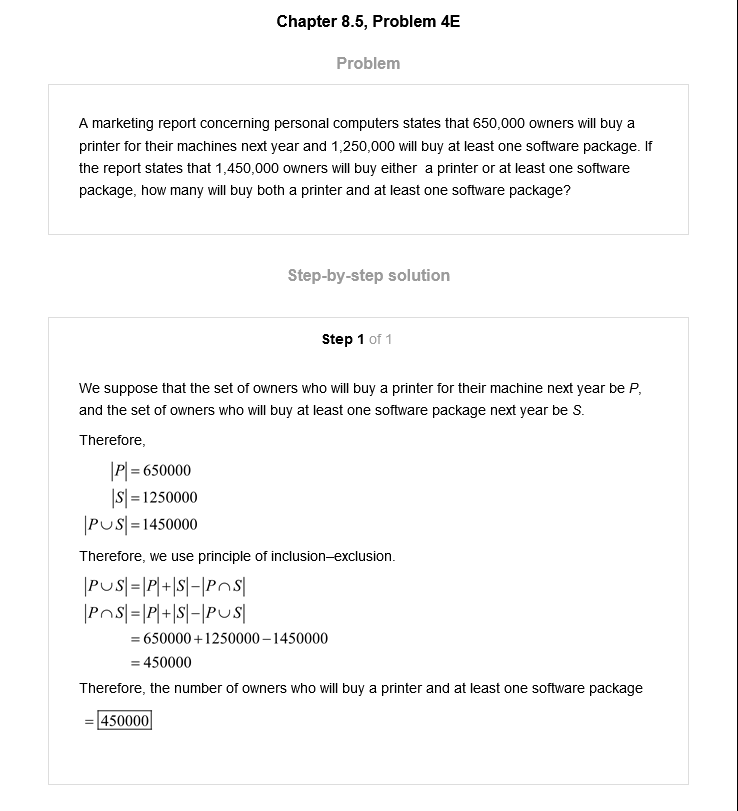 Chapter 8.5, Problem 4E
Problem
A marketing report concerning personal computers states that 650,000 owners will buy a
printer for their machines next year and 1,250,000 will buy at least one software package. If
the report states that 1,450,000 owners will buy either a printer or at least one software
package, how many will buy both a printer and at least one software package?
Step-by-step solution
Step 1 of 1
We suppose that the set of owners who will buy a printer for their machine next year be P,
and the set of owners who will buy at least one software package next year be S.
Therefore,
|P| = 650000
|S| = 1250000
|P∪S| = 1450000
Therefore, we use principle of inclusion–exclusion.
|P∪S| = |P|+|S|−|P∩S|
|P∩S| = |P|+|S|−|P∪S|
= 650000+1250000−1450000
= 450000
Therefore, the number of owners who will buy a printer and at least one software package
= 450000